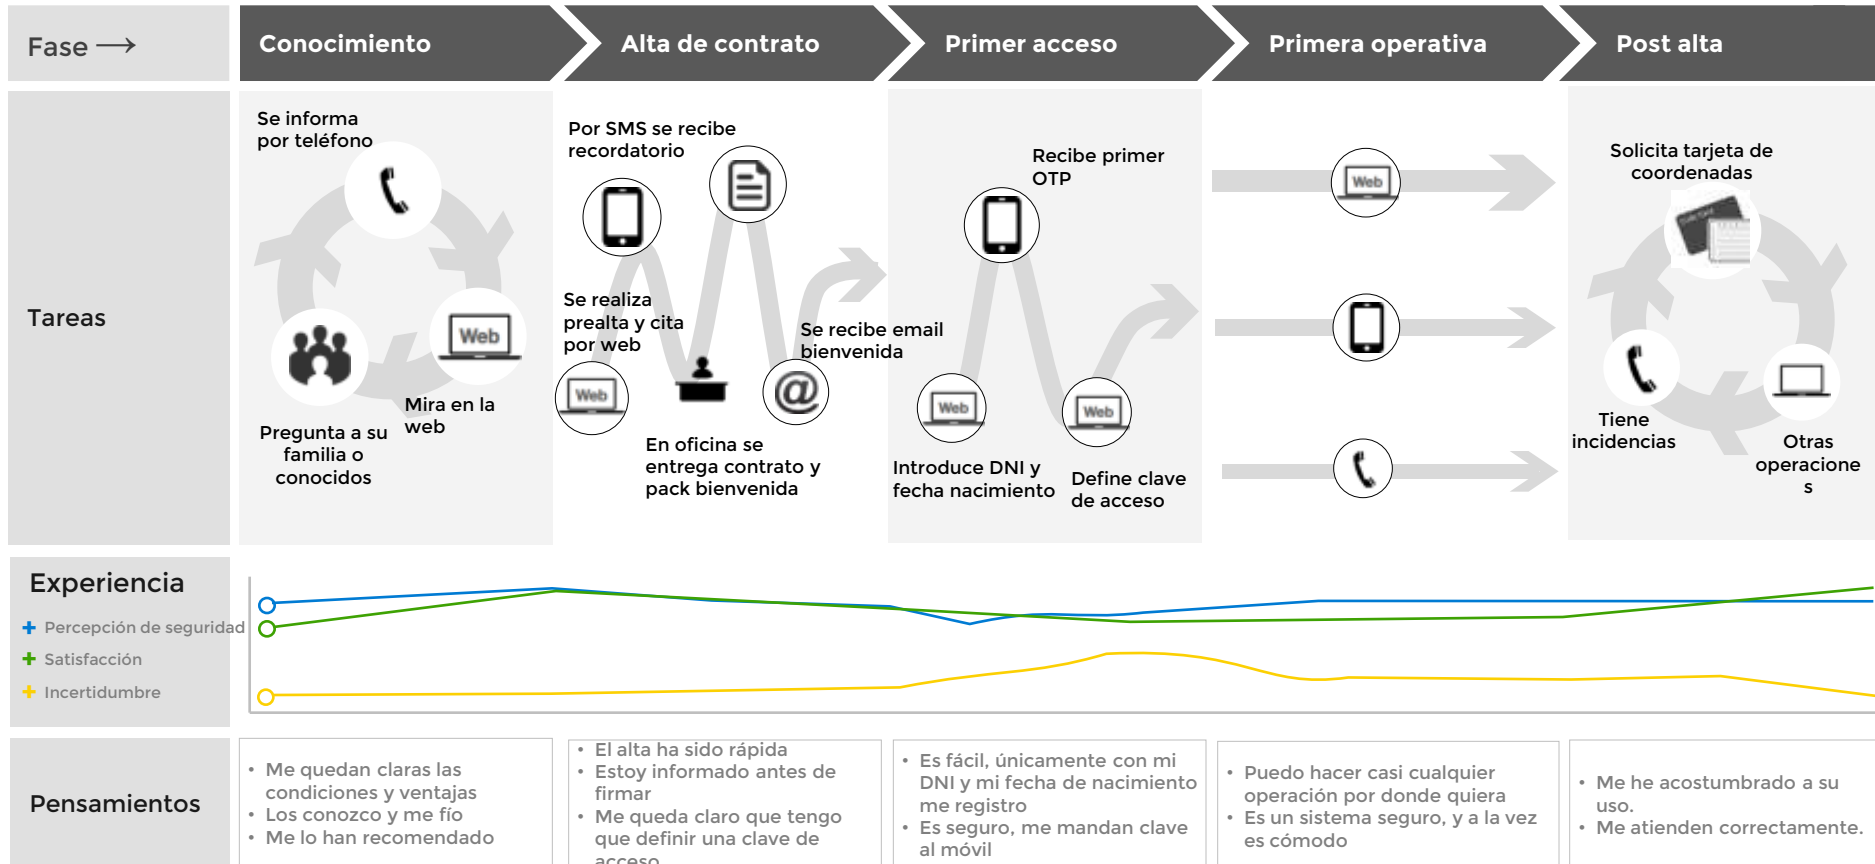 Fase →
Conocimiento
Alta de contrato
Primer acceso
Primera operativa
Post alta
Tareas
Se informa
por teléfono
Web
Mira en la
web
Pregunta a su
familia o
conocidos
Por SMS se recibe
recordatorio
Se realiza
prealta y cita
por web
Web
En oficina se
entrega contrato y
pack bienvenida
@
Se recibe email
bienvenida
Recibe primer
OTP
Web
Introduce DNI y
fecha nacimiento
Web
Define clave
de acceso
Web
Solicita tarjeta de
coordenadas
Tiene
incidencias
Otras
operacione
s
Experiencia
+ Percepción de seguridad
+ Satisfacción
+ Incertidumbre
Pensamientos
• Me quedan claras las
condiciones y ventajas
• Los conozco y me fío
• Me lo han recomendado
• El alta ha sido rápida
• Estoy informado antes de
firmar
• Me queda claro que tengo
que definir una clave de
acceso
• Es fácil, únicamente con mi
DNI y mi fecha de nacimiento
me registro
• Es seguro, me mandan clave
al móvil
• Puedo hacer casi cualquier
operación por donde quiera
• Es un sistema seguro, y a la vez
es cómodo
• Me he acostumbrado a su
uso.
• Me atienden correctamente.